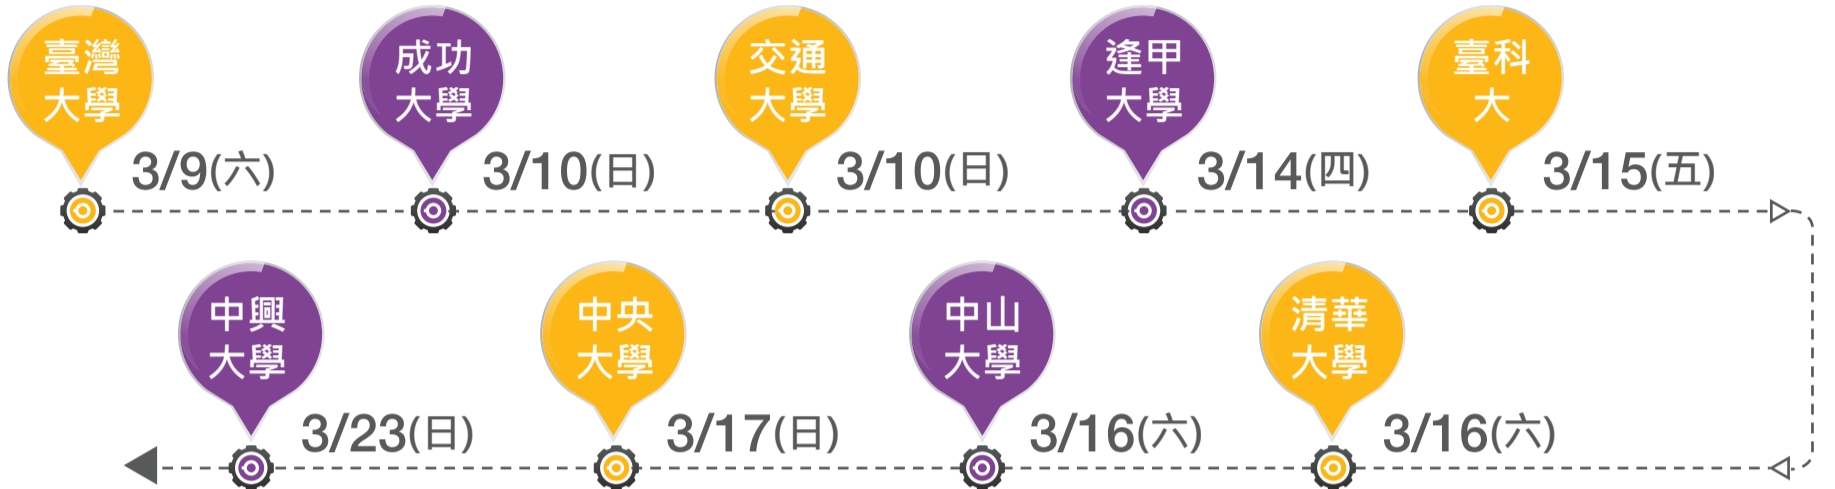 臺灣
大學
3/9(六)
成功
大學
3/10(日)
交通
大學
3/10(日)
逢甲
大學
3/14(四)
臺科
大
3/15(五)
清華
大學
3/16(六)
中山
大學
3/16(六)
中央
大學
3/17(日)
中興
大學
3/23(日)